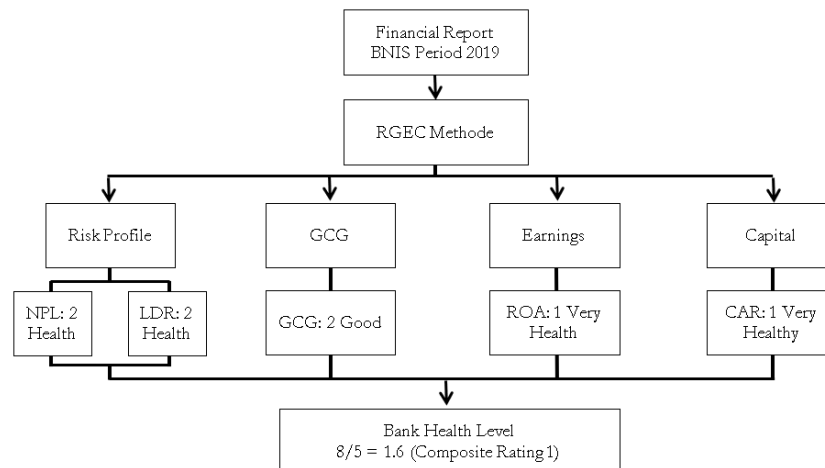 Financial Report
BNIS Period 2019
RGEC Methode
Risk Profile
GCG
Earnings
Capital
NPL: 2
Health
LDR: 2
Health
GCG: 2 Good
ROA: 1 Very
Health
CAR: 1 Very
Healthy
Bank Health Level
8/5 = 1.6 (Composite Rating 1)